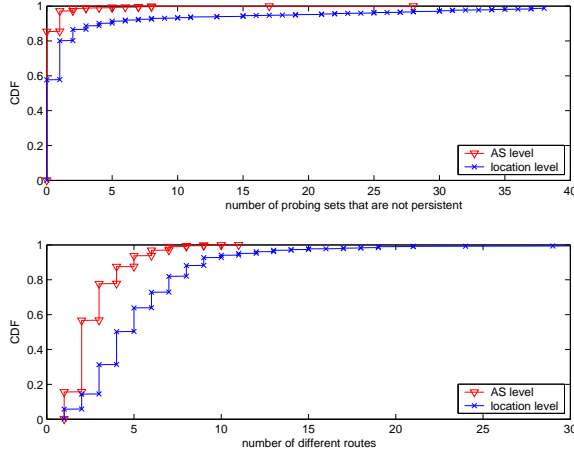 1
0.8
0.6
0.4
0.2
0
CDF
AS level
location level
0 5 10 15 20 25 30 35 40
number of probing sets that are not persistent
1
0.8
0.6
0.4
0.2
0
CDF
AS level
location level
0 5 10 15 20 25 30
number of different routes